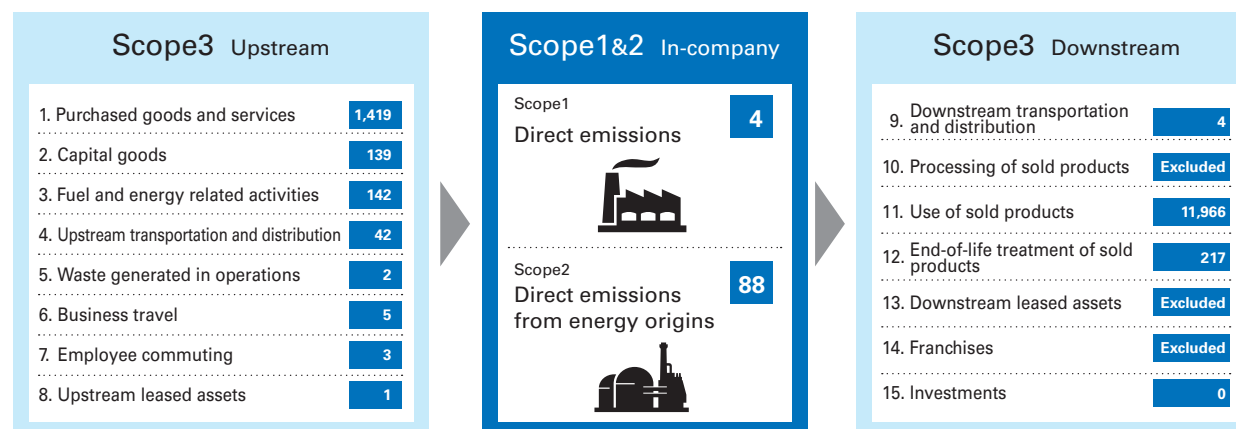 Scope3 Upstream
1. Purchased goods and services 1,419
2. Capital goods 139
3. Fuel and energy related activities 142
4. Upstream transportation and distribution 42
5. Waste generated in operations 2
6. Business travel 5
7. Employee commuting 3
8. Upstream leased assets 1
Scope1&2 In-company
Scope1
Direct emissions
4
Scope2
Direct emissions
from energy origins
88
Scope3 Downstream
9. Downstream transportation
and distribution 4
10. Processing of sold products Excluded
11. Use of sold products 11,966
12. End-of-life treatment of sold
products 217
13. Downstream leased assets Excluded
14. Franchises Excluded
15. Investments 0